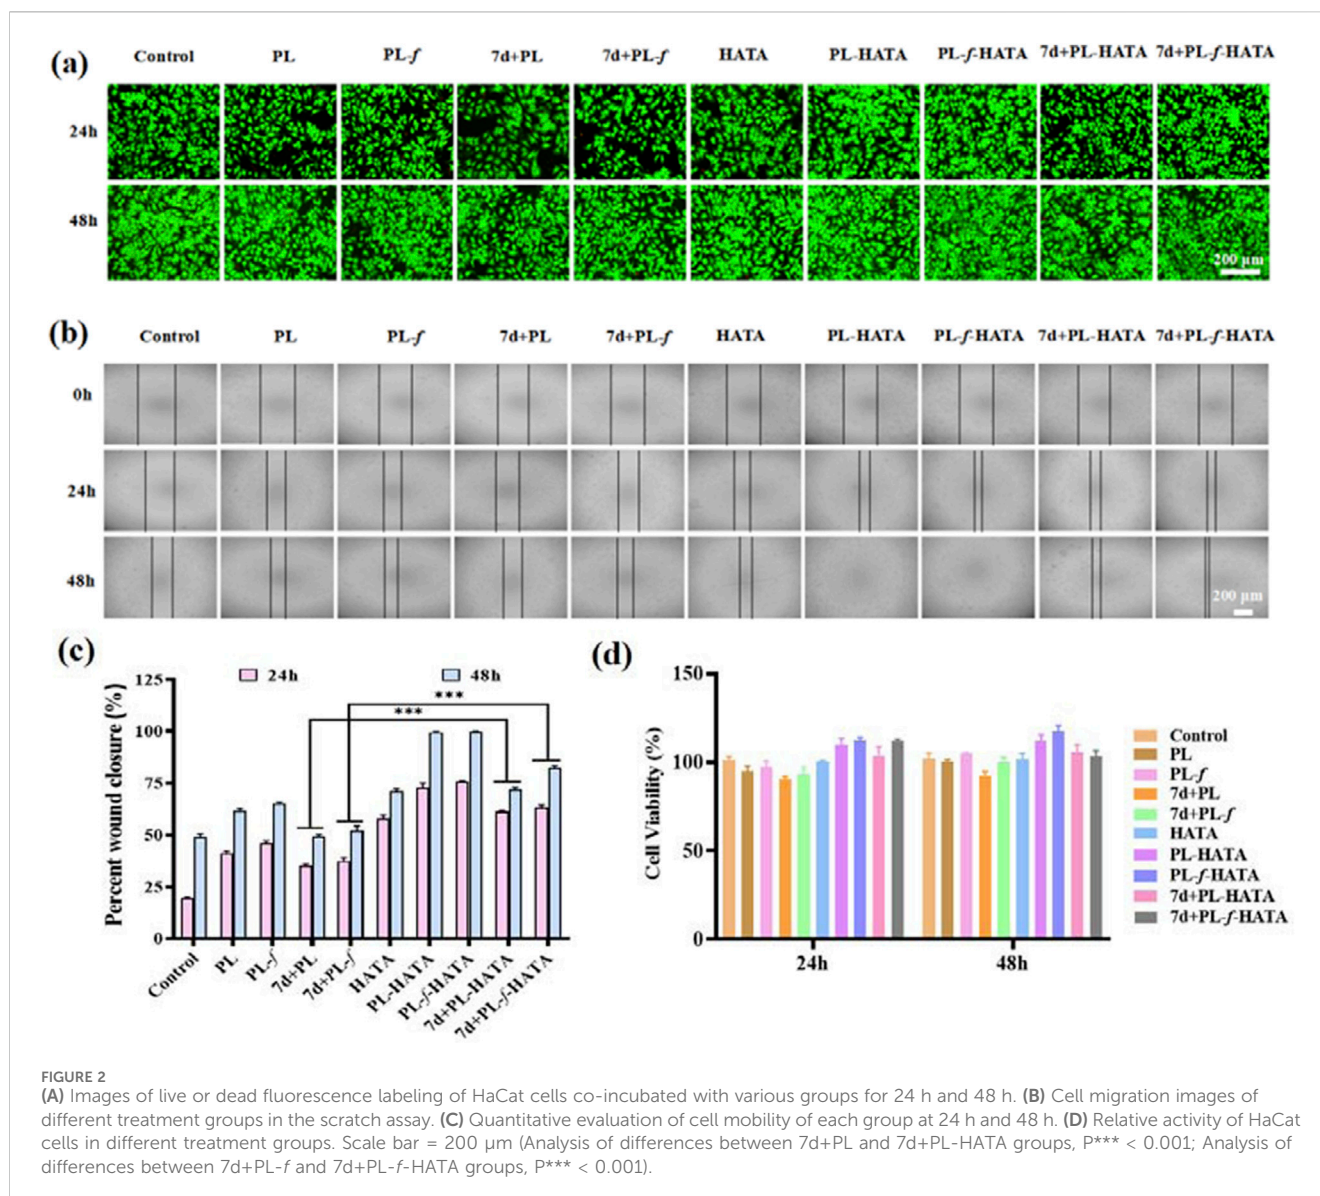 (a)
Control PL PL-f 7d+PL 7d+PL-f HATA PL-HATA PL-f-HATA 7d+PL-HATA 7d+PL-f-HATA
24h
48h
200 µm
(b)
Control PL PL-f 7d+PL 7d+PL-f HATA PL-HATA PL-f-HATA 7d+PL-HATA 7d+PL-f-HATA
0h
24h
48h
200 µm
(c)
24h 48h
Percent wound closure (%)
125
100
75
50
25
0
***
***
Control PL PL-f 7d+PL 7d+PL-f HATA PL-HATA PL-f-HATA 7d+PL-HATA 7d+PL-f-HATA
(d)
Cell Viability (%)
150
100
50
0
24h 48h
Control
PL
PL-f
7d+PL
7d+PL-f
HATA
PL-HATA
PL-f-HATA
7d+PL-HATA
7d+PL-f-HATA
FIGURE 2
(A) Images of live or dead fluorescence labeling of HaCat cells co-incubated with various groups for 24 h and 48 h. (B) Cell migration images of
different treatment groups in the scratch assay. (C) Quantitative evaluation of cell mobility of each group at 24 h and 48 h. (D) Relative activity of HaCat
cells in different treatment groups. Scale bar = 200 µm (Analysis of differences between 7d+PL and 7d+PL-HATA groups, P*** < 0.001; Analysis of
differences between 7d+PL-f and 7d+PL-f-HATA groups, P*** < 0.001).